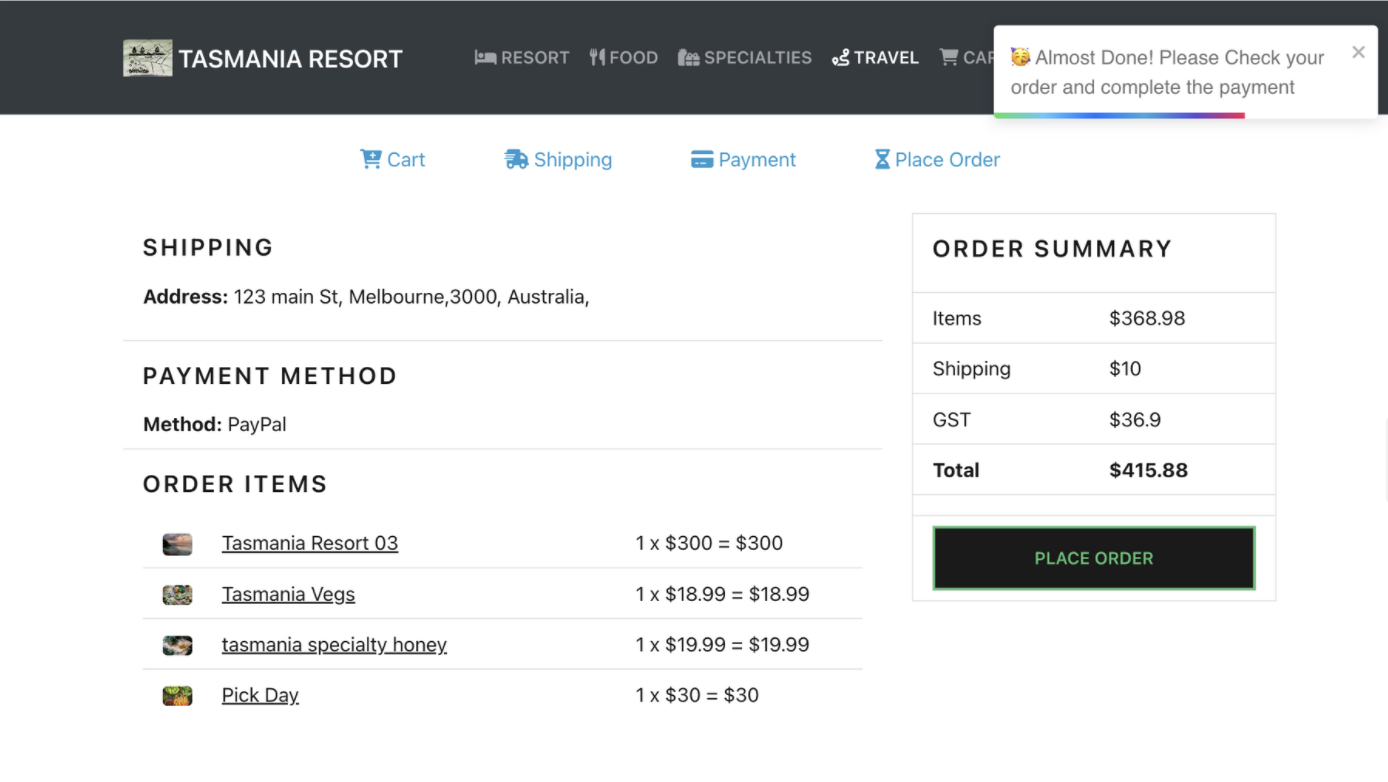 TASMANIA RESORT
RESORT
FOOD
SPECIALTIES
TRAVEL
🥳 Almost Done! Please Check your
order and complete the payment
×
Cart
Shipping
Payment
Place Order
SHIPPING
Address: 123 main St, Melbourne,3000, Australia,
PAYMENT METHOD
Method: PayPal
ORDER ITEMS
Tasmania Resort 03 1 x $300 = $300
Tasmania Vegs 1 x $18.99 = $18.99
tasmania specialty honey 1 x $19.99 = $19.99
Pick Day 1 x $30 = $30
ORDER SUMMARY
Items $368.98
Shipping $10
GST $36.9
Total $415.88
PLACE ORDER